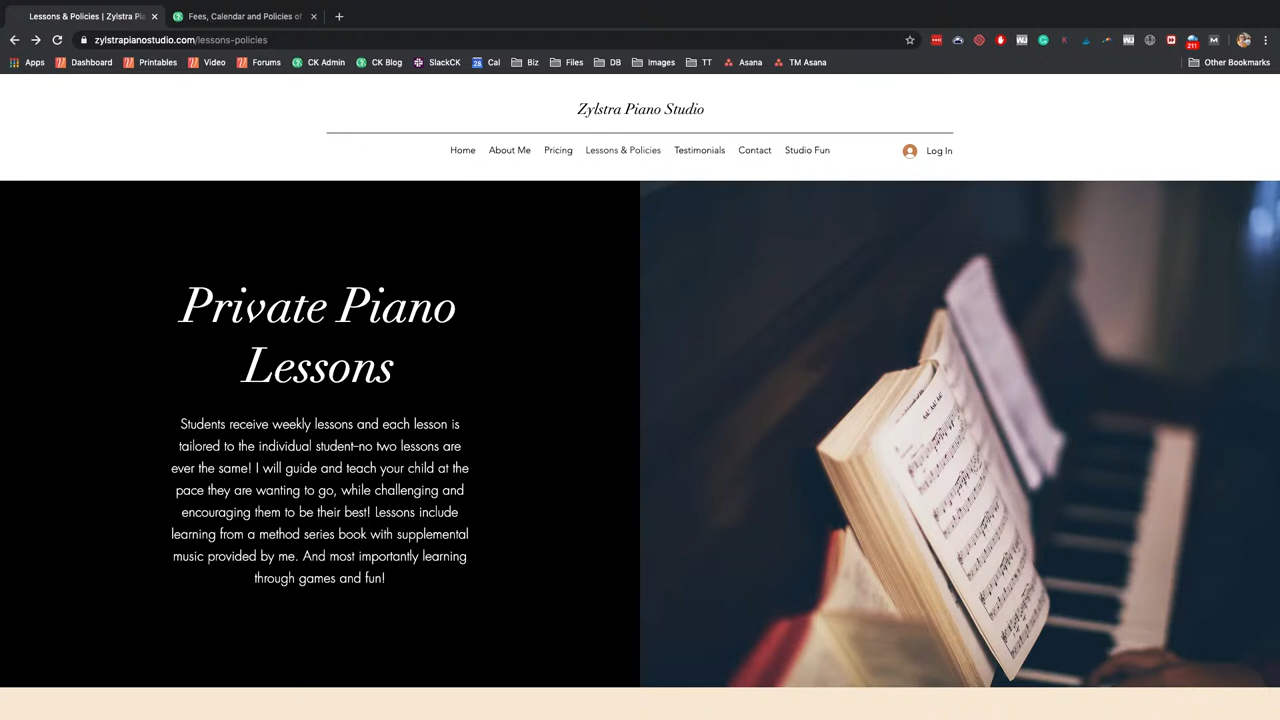 Lessons & Policies | Zylstra Pia
Fees, Calendar and Policies of
zylstrapianostudio.com/lessons-policies
211
Apps
Dashboard
Printables
Video
Forums
CK Admin
CK Blog
SlackCK
28
Cal
Biz
Files
DB
Images
TT
Asana
TM Asana
Other Bookmarks
Zylstra Piano Studio
Home
About Me
Pricing
Lessons & Policies
Testimonials
Contact
Studio Fun
Log In
Private Piano
Lessons
Students receive weekly lessons and each lesson is
tailored to the individual student–no two lessons are
ever the same! I will guide and teach your child at the
pace they are wanting to go, while challenging and
encouraging them to be their best! Lessons include
learning from a method series book with supplemental
music provided by me. And most importantly learning
through games and fun!